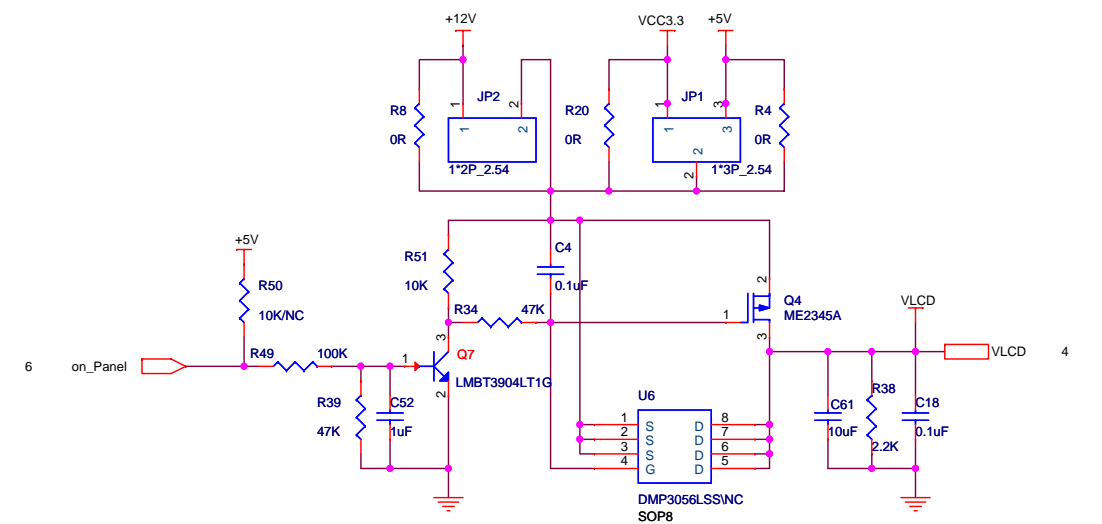 +12V
VCC3.3
+5V
JP2
JP1
R8
0R
1
2
1
2
1*2P_2.54
R20
0R
1
3
1
3
2
2
1*3P_2.54
R4
0R
+5V
R50
10K/NC
R51
10K
C4
0.1uF
R34
47K
1
2
3
Q4
ME2345A
VLCD
VLCD
4
6
on_Panel
R49
100K
1
3
2
Q7
LMBT3904LT1G
R39
47K
C52
1uF
U6
1
S
D
8
2
S
D
7
3
S
D
6
4
G
D
5
DMP3056LSS\NC
SOP8
C61
10uF
R38
2.2K
C18
0.1uF